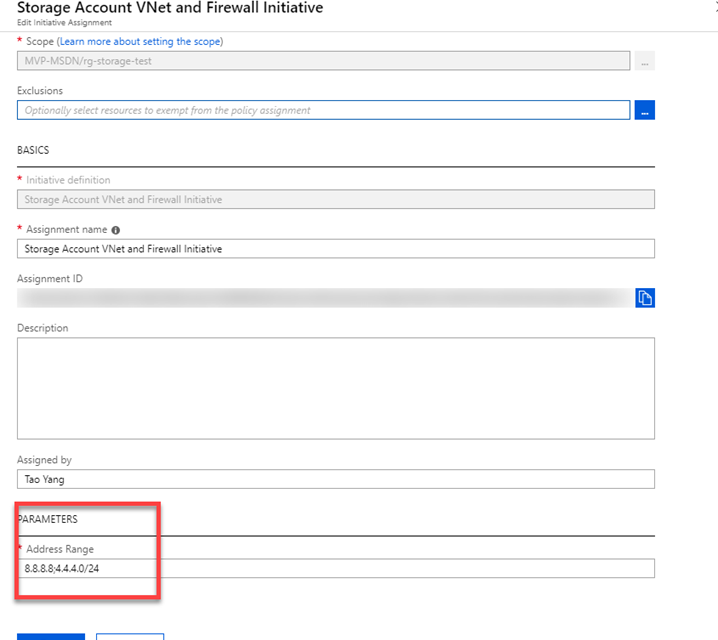 Storage Account VNet and Firewall Initiative
Edit Initiative Assignment
* Scope (Learn more about setting the scope)
MVP-MSDN/rg-storage-test
...
Exclusions
Optionally select resources to exempt from the policy assignment
...
BASICS
* Initiative definition
Storage Account VNet and Firewall Initiative
* Assignment name
Storage Account VNet and Firewall Initiative
Assignment ID
Description
Assigned by
Tao Yang
PARAMETERS
* Address Range
8.8.8.8;4.4.4.0/24